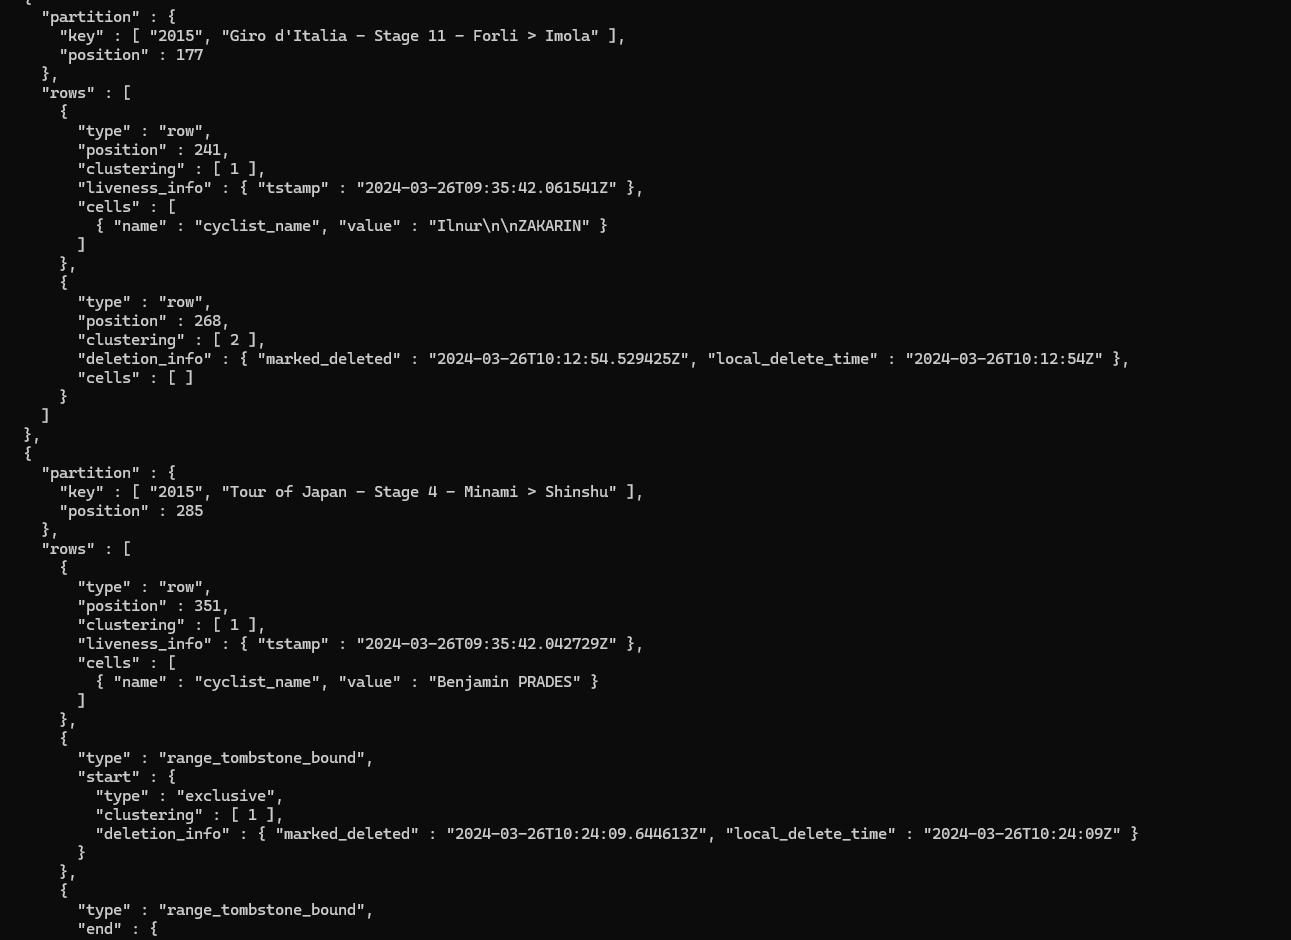 {
  "partition" : {
    "key" : [ "2015", "Giro d'Italia - Stage 11 - Forli > Imola" ],
    "position" : 177
  },
  "rows" : [
    {
      "type" : "row",
      "position" : 241,
      "clustering" : [ 1 ],
      "liveness_info" : { "tstamp" : "2024-03-26T09:35:42.061541Z" },
      "cells" : [
        { "name" : "cyclist_name", "value" : "Ilnur\n\nZAKARIN" }
      ]
    },
    {
      "type" : "row",
      "position" : 268,
      "clustering" : [ 2 ],
      "deletion_info" : { "marked_deleted" : "2024-03-26T10:12:54.529425Z", "local_delete_time" : "2024-03-26T10:12:54Z" },
      "cells" : [ ]
    }
  ]
},
{
  "partition" : {
    "key" : [ "2015", "Tour of Japan - Stage 4 - Minami > Shinshu" ],
    "position" : 285
  },
  "rows" : [
    {
      "type" : "row",
      "position" : 351,
      "clustering" : [ 1 ],
      "liveness_info" : { "tstamp" : "2024-03-26T09:35:42.042729Z" },
      "cells" : [
        { "name" : "cyclist_name", "value" : "Benjamin PRADES" }
      ]
    },
    {
      "type" : "range_tombstone_bound",
      "start" : {
        "type" : "exclusive",
        "clustering" : [ 1 ],
        "deletion_info" : { "marked_deleted" : "2024-03-26T10:24:09.644613Z", "local_delete_time" : "2024-03-26T10:24:09Z" }
      }
    },
    {
      "type" : "range_tombstone_bound",
      "end" : {